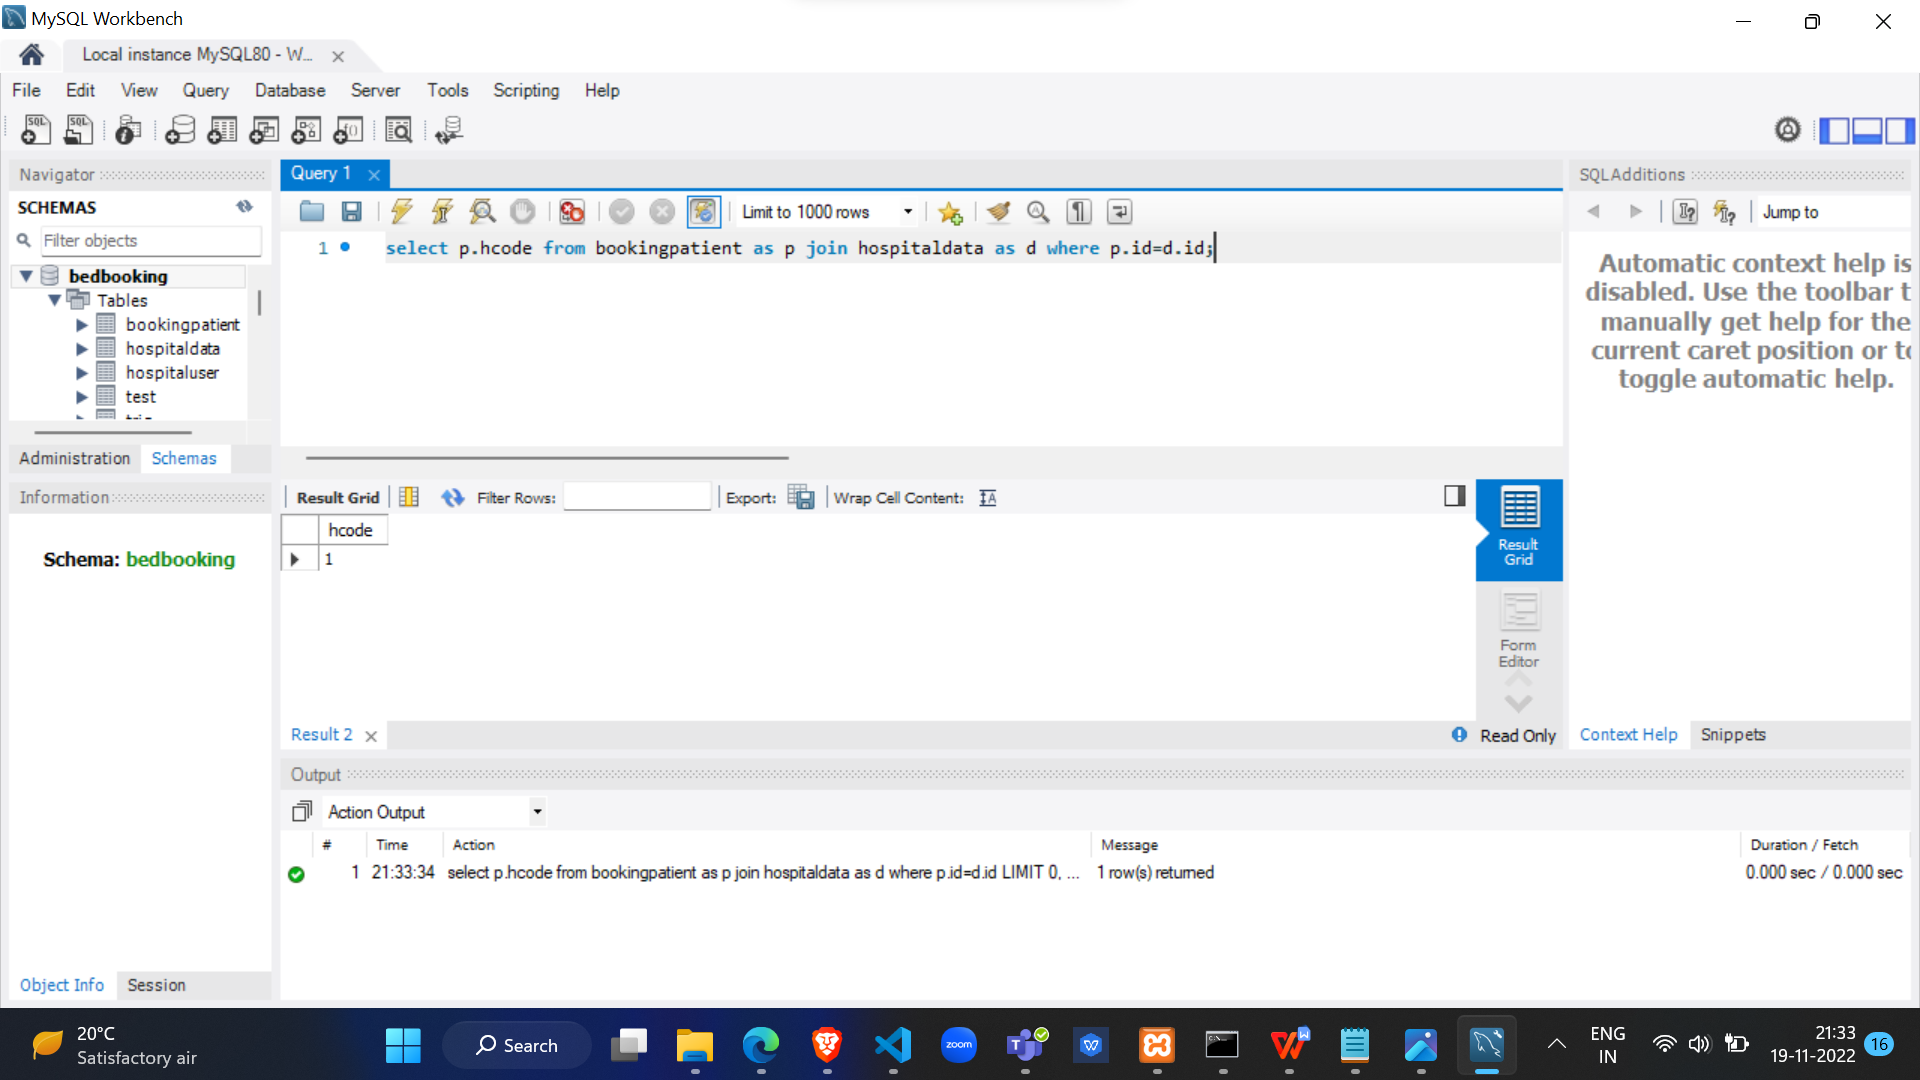 MySQL Workbench
Local instance MySQL80 - W...
File Edit View Query Database Server Tools Scripting Help
Navigator
SCHEMAS
Filter objects
bedbooking
Tables
bookingpatient
hospitaldata
hospitaluser
test
Administration Schemas
Information
Schema: bedbooking
Object Info Session
Query 1
Limit to 1000 rows
1 select p.hcode from bookingpatient as p join hospitaldata as d where p.id=d.id;
Result Grid Filter Rows: Export: Wrap Cell Content:
hcode
1
Result
Grid
Form
Editor
Result 2 Read Only
SQLAdditions
Jump to
Automatic context help is
disabled. Use the toolbar t
manually get help for the
current caret position or to
toggle automatic help.
Context Help Snippets
Output
Action Output
# Time Action Message Duration / Fetch
1 21:33:34 select p.hcode from bookingpatient as p join hospitaldata as d where p.id=d.id LIMIT 0, ... 1 row(s) returned 0.000 sec / 0.000 sec
20°C
Satisfactory air
Search
zoom
ENG
IN
21:33
19-11-2022
16